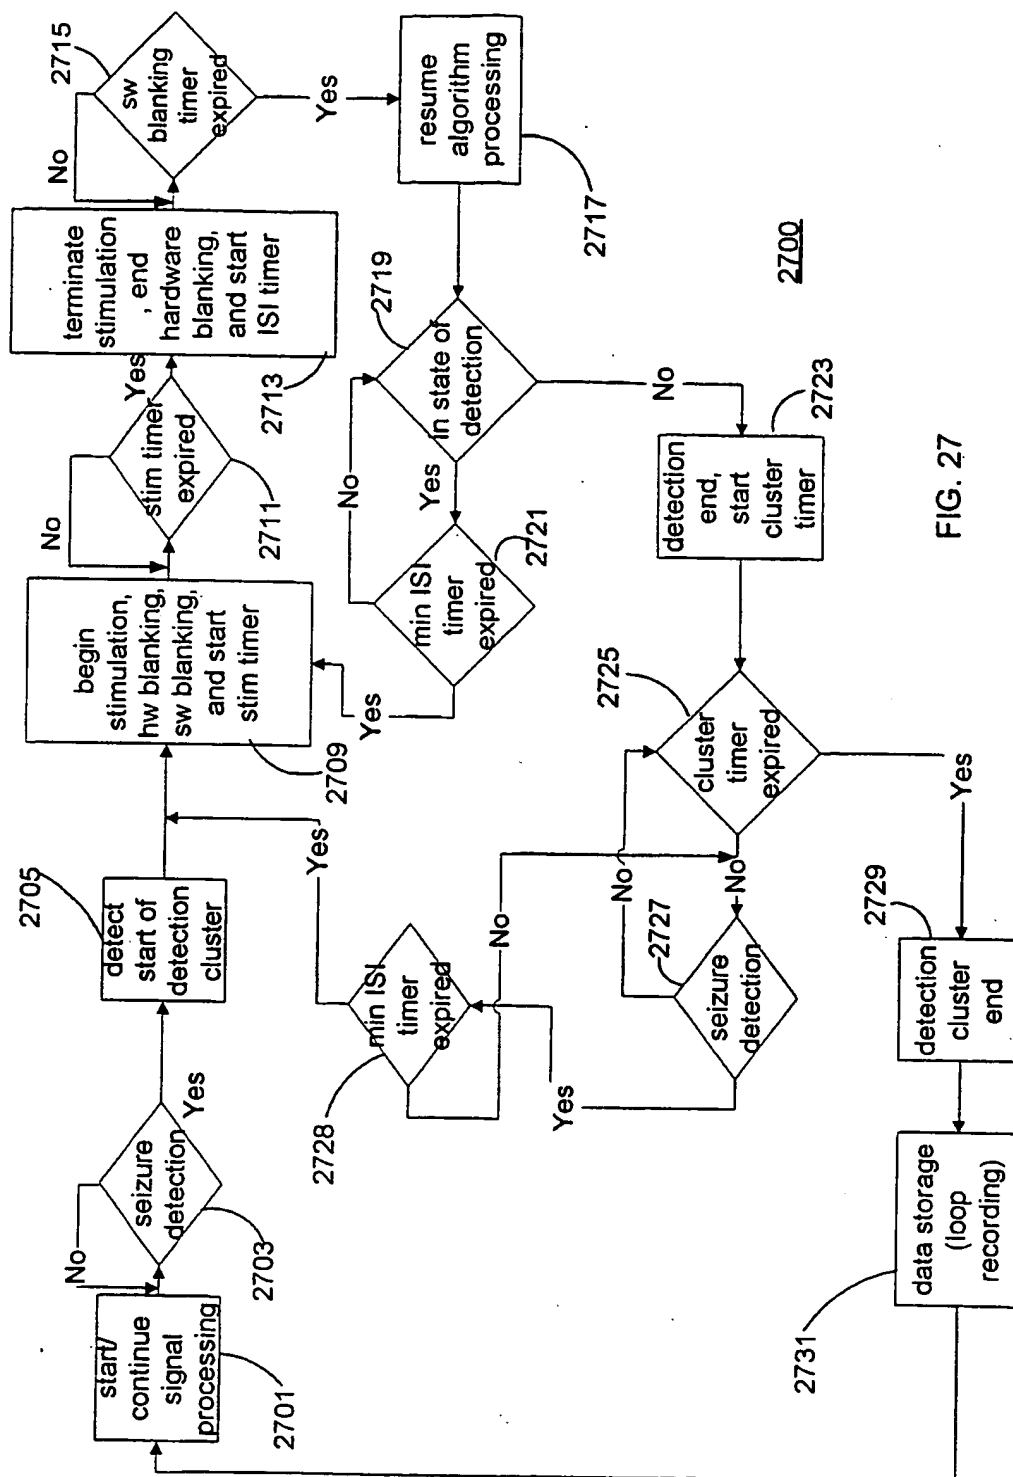 2700
start/
continue
signal
processing
2701
No
seizure
detection
2703
Yes
detect
start of
detection
cluster
2705
begin
stimulation,
hw blanking,
sw blanking,
and start
stim timer
2709
No
stim timer
expired
2711
Yes
terminate
stimulation
, end
hardware
blanking,
and start
ISI timer
2713
No
sw
blanking
timer
expired
2715
Yes
resume
algorithm
processing
2717
in state of
detection
2719
Yes
No
min ISI
timer
expired
2721
No
Yes
detection
end,
start
cluster
timer
2723
cluster
timer
expired
2725
No
Yes
seizure
detection
2727
No
Yes
min ISI
timer
expired
2728
No
Yes
detection
cluster
end
2729
data storage
(loop
recording)
2731
FIG. 27